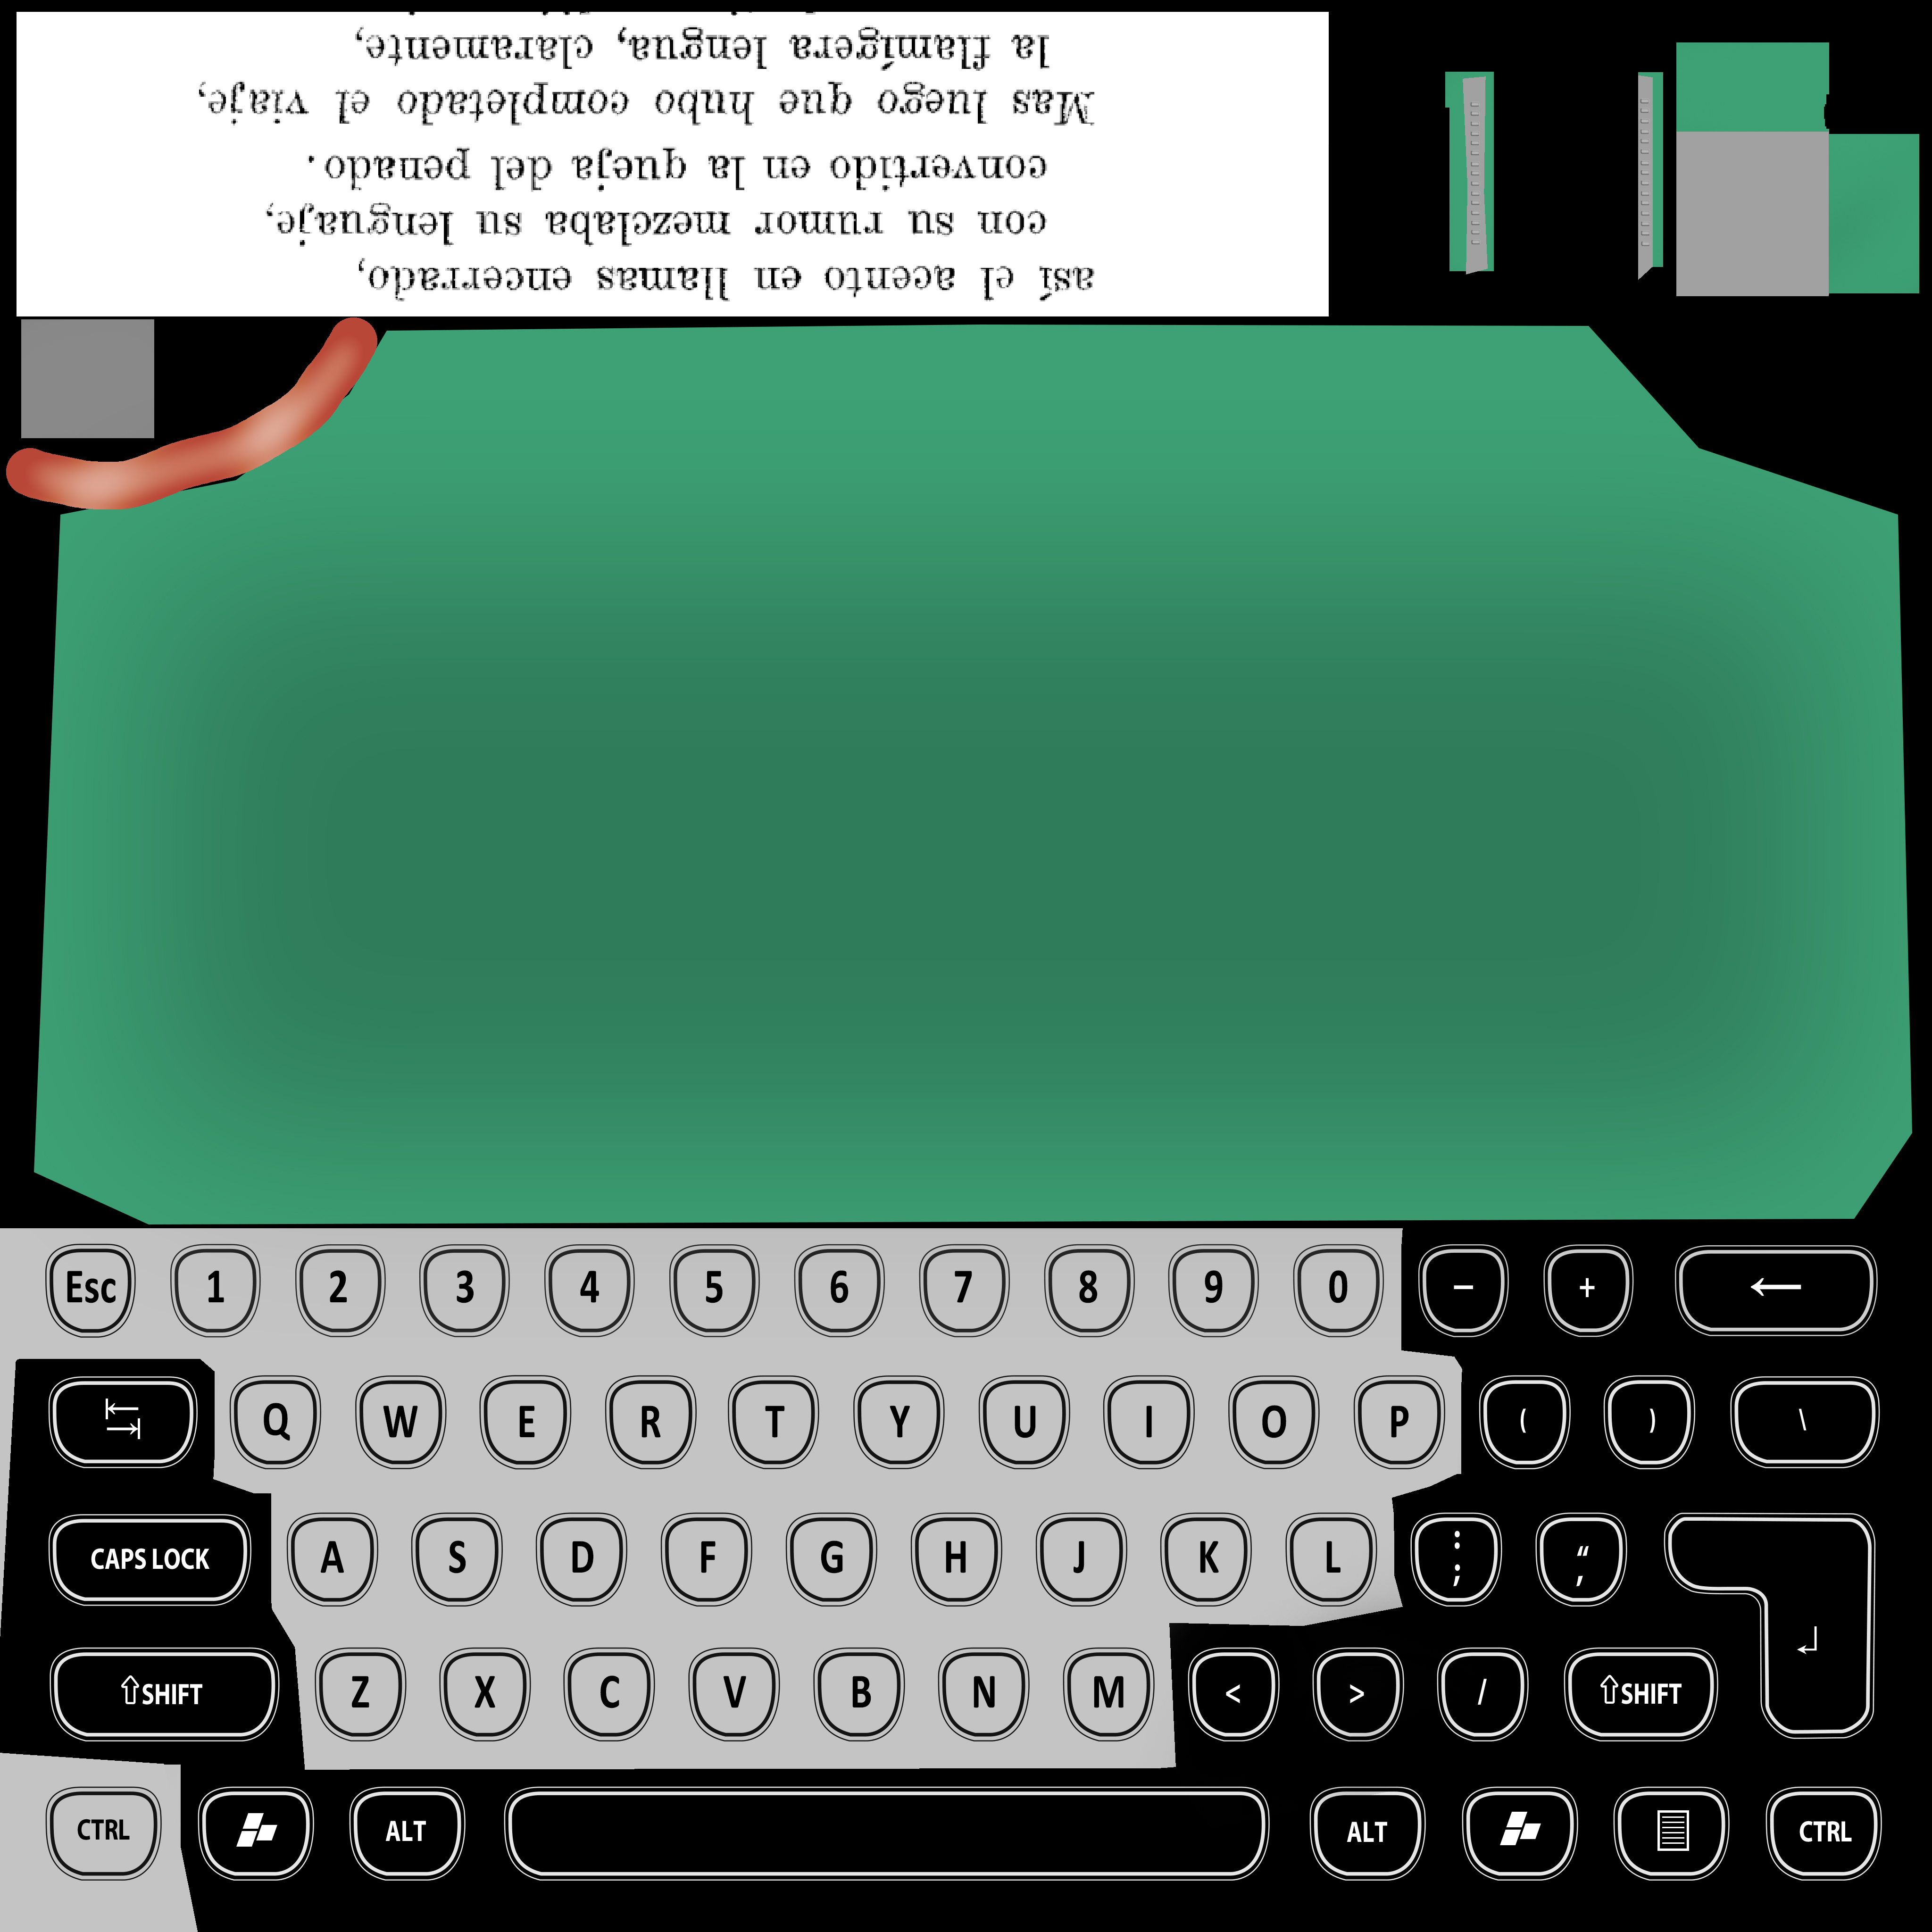 así el acento en llamas encerrado,
con su rumor mezclaba su lenguaje,
convertido en la queja del penado.
Mas luego que hubo completado el viaje,
la flamígera lengua, claramente,
Esc 1 2 3 4 5 6 7 8 9 0 − + ←
Q W E R T Y U I O P ( ) \
CAPS LOCK A S D F G H J K L : ; “ ,
⇧SHIFT Z X C V B N M < > / ⇧SHIFT ↵
CTRL ALT ALT CTRL